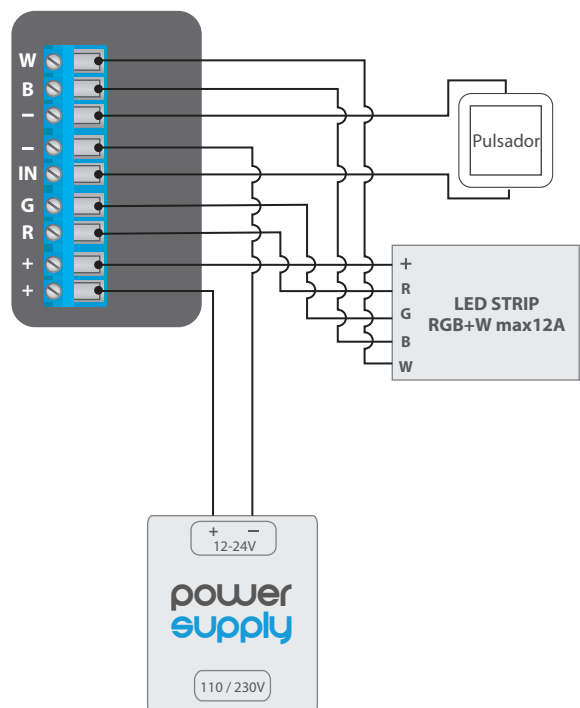 W
B
–
–
IN
G
R
+
+
Pulsador
+
R
G
B
W
LED STRIP
RGB+W max12A
+ –
12-24V
power
supply
110 / 230V